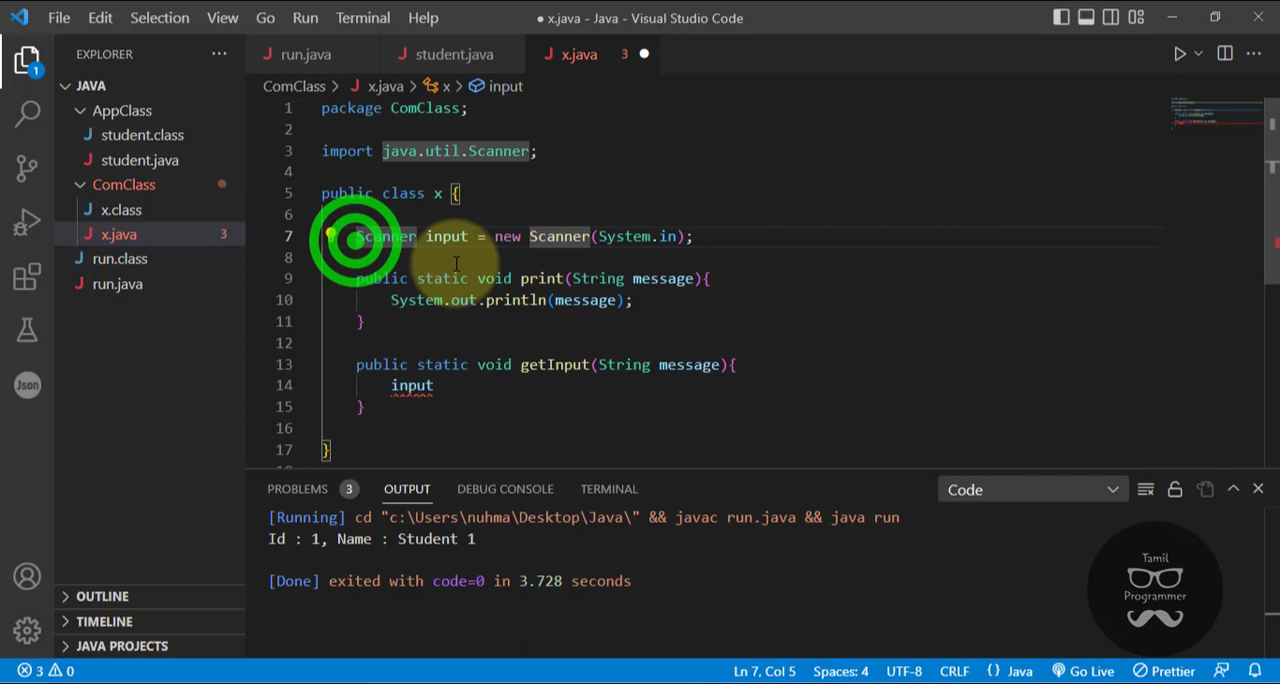 File Edit Selection View Go Run Terminal Help ● x.java - Java - Visual Studio Code
EXPLORER ···
1
JAVA
AppClass
J student.class
J student.java
ComClass
J x.class
J x.java 3
J run.class
J run.java
Json
OUTLINE
TIMELINE
JAVA PROJECTS
J run.java J student.java J x.java 3
ComClass > J x.java > x > input
1 package ComClass;
2
3 import java.util.Scanner;
4
5 public class x {
6
7 Scanner input = new Scanner(System.in);
8
9 public static void print(String message){
10 System.out.println(message);
11 }
12
13 public static void getInput(String message){
14 input
15 }
16
17 }
PROBLEMS 3 OUTPUT DEBUG CONSOLE TERMINAL Code
[Running] cd "c:\Users\nuhma\Desktop\Java\" && javac run.java && java run
Id : 1, Name : Student 1
[Done] exited with code=0 in 3.728 seconds
Tamil
Programmer
3 0 Ln 7, Col 5 Spaces: 4 UTF-8 CRLF {} Java Go Live Prettier